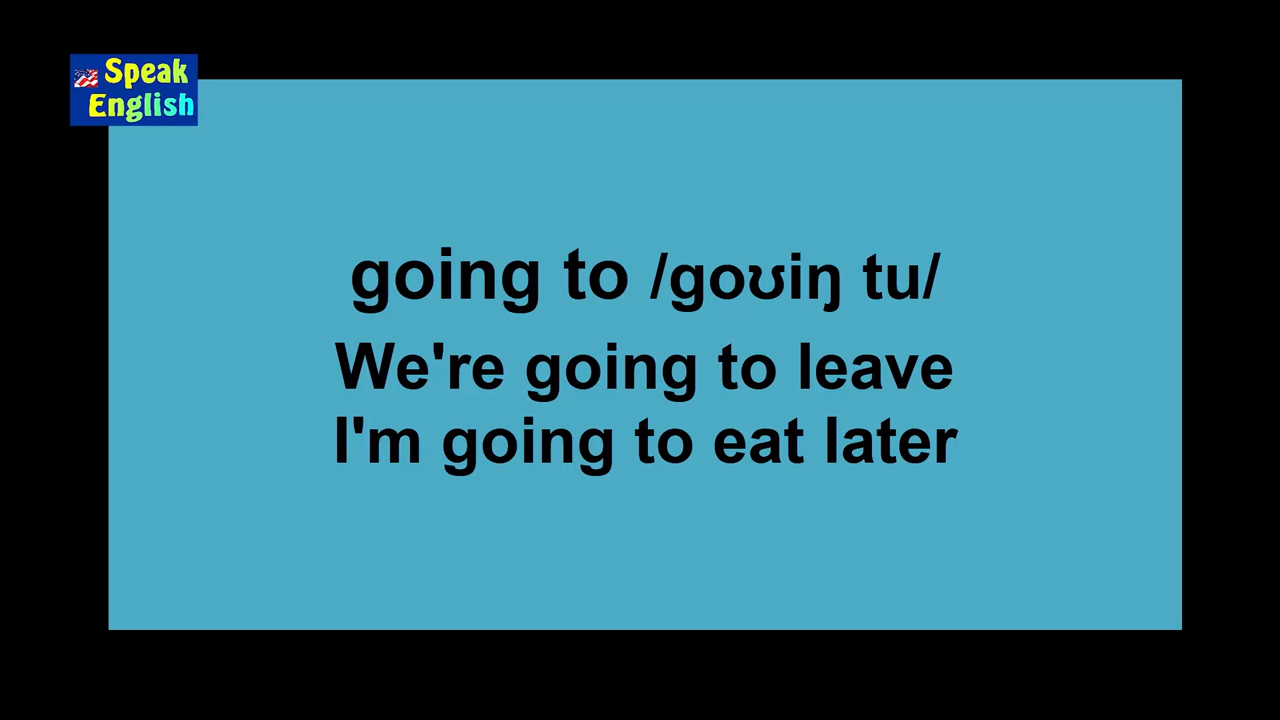 Speak
English
going to /goʊiŋ tu/
We're going to leave
I'm going to eat later